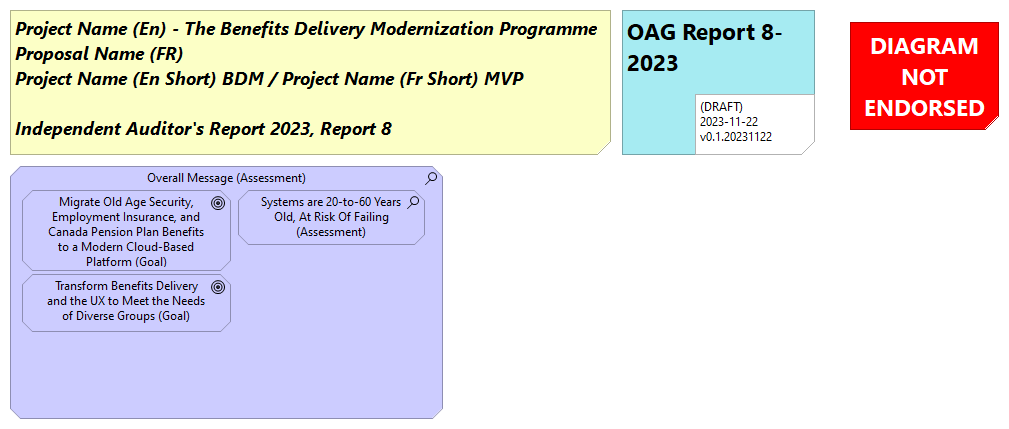 Project Name (En) - The Benefits Delivery Modernization Programme
Proposal Name (FR)
Project Name (En Short) BDM / Project Name (Fr Short) MVP
Independent Auditor's Report 2023, Report 8
OAG Report 8-
2023
(DRAFT)
2023-11-22
v0.1.20231122
DIAGRAM
NOT
ENDORSED
Overall Message (Assessment)
Migrate Old Age Security,
Employment Insurance, and
Canada Pension Plan Benefits
to a Modern Cloud-Based
Platform (Goal)
Systems are 20-to-60 Years
Old, At Risk Of Failing
(Assessment)
Transform Benefits Delivery
and the UX to Meet the Needs
of Diverse Groups (Goal)